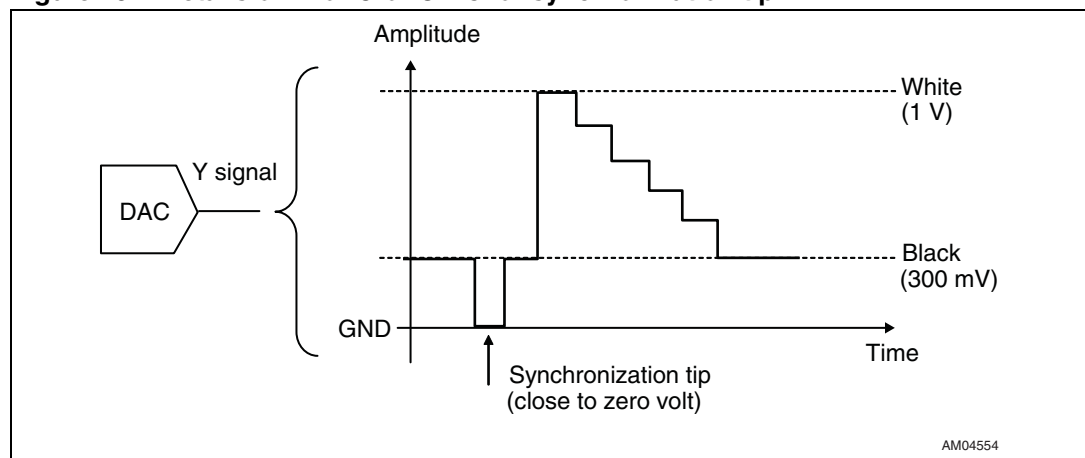 Amplitude
White
(1 V)
Y signal
DAC
Black
(300 mV)
GND
Time
Synchronization tip
(close to zero volt)
AM04554